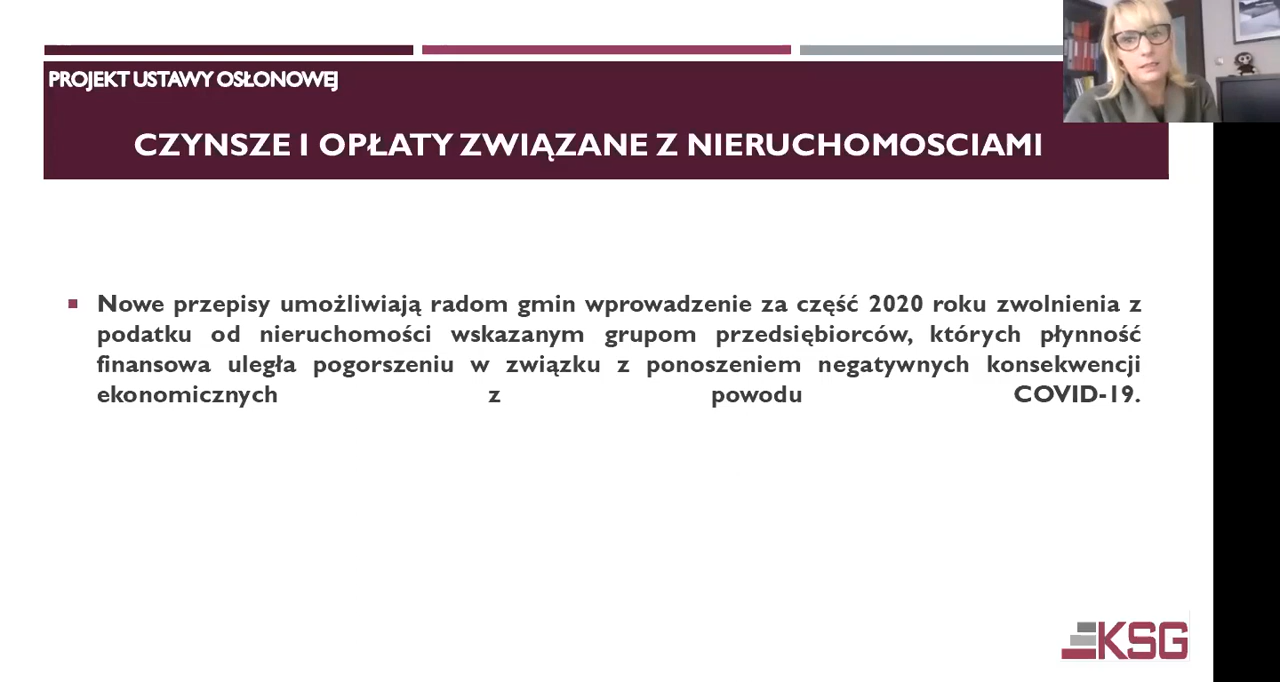 PROJEKT USTAWY OSŁONOWEJ
CZYNSZE I OPŁATY ZWIĄZANE Z NIERUCHOMOSCIAMI
Nowe przepisy umożliwiają radom gmin wprowadzenie za część 2020 roku zwolnienia z
podatku od nieruchomości wskazanym grupom przedsiębiorców, których płynność
finansowa uległa pogorszeniu w związku z ponoszeniem negatywnych konsekwencji
ekonomicznych z powodu COVID-19.
KSG